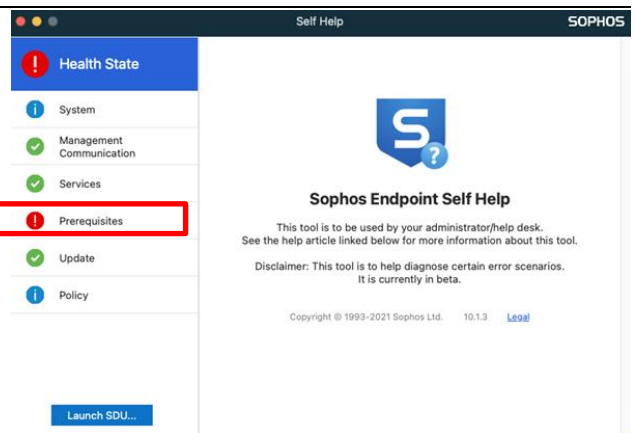 Self Help
SOPHOS
Health State
System
Management
Communication
Services
Prerequisites
Update
Policy
Launch SDU...
S
?
Sophos Endpoint Self Help
This tool is to be used by your administrator/help desk.
See the help article linked below for more information about this tool.
Disclaimer: This tool is to help diagnose certain error scenarios.
It is currently in beta.
Copyright © 1993-2021 Sophos Ltd. 10.1.3 Legal